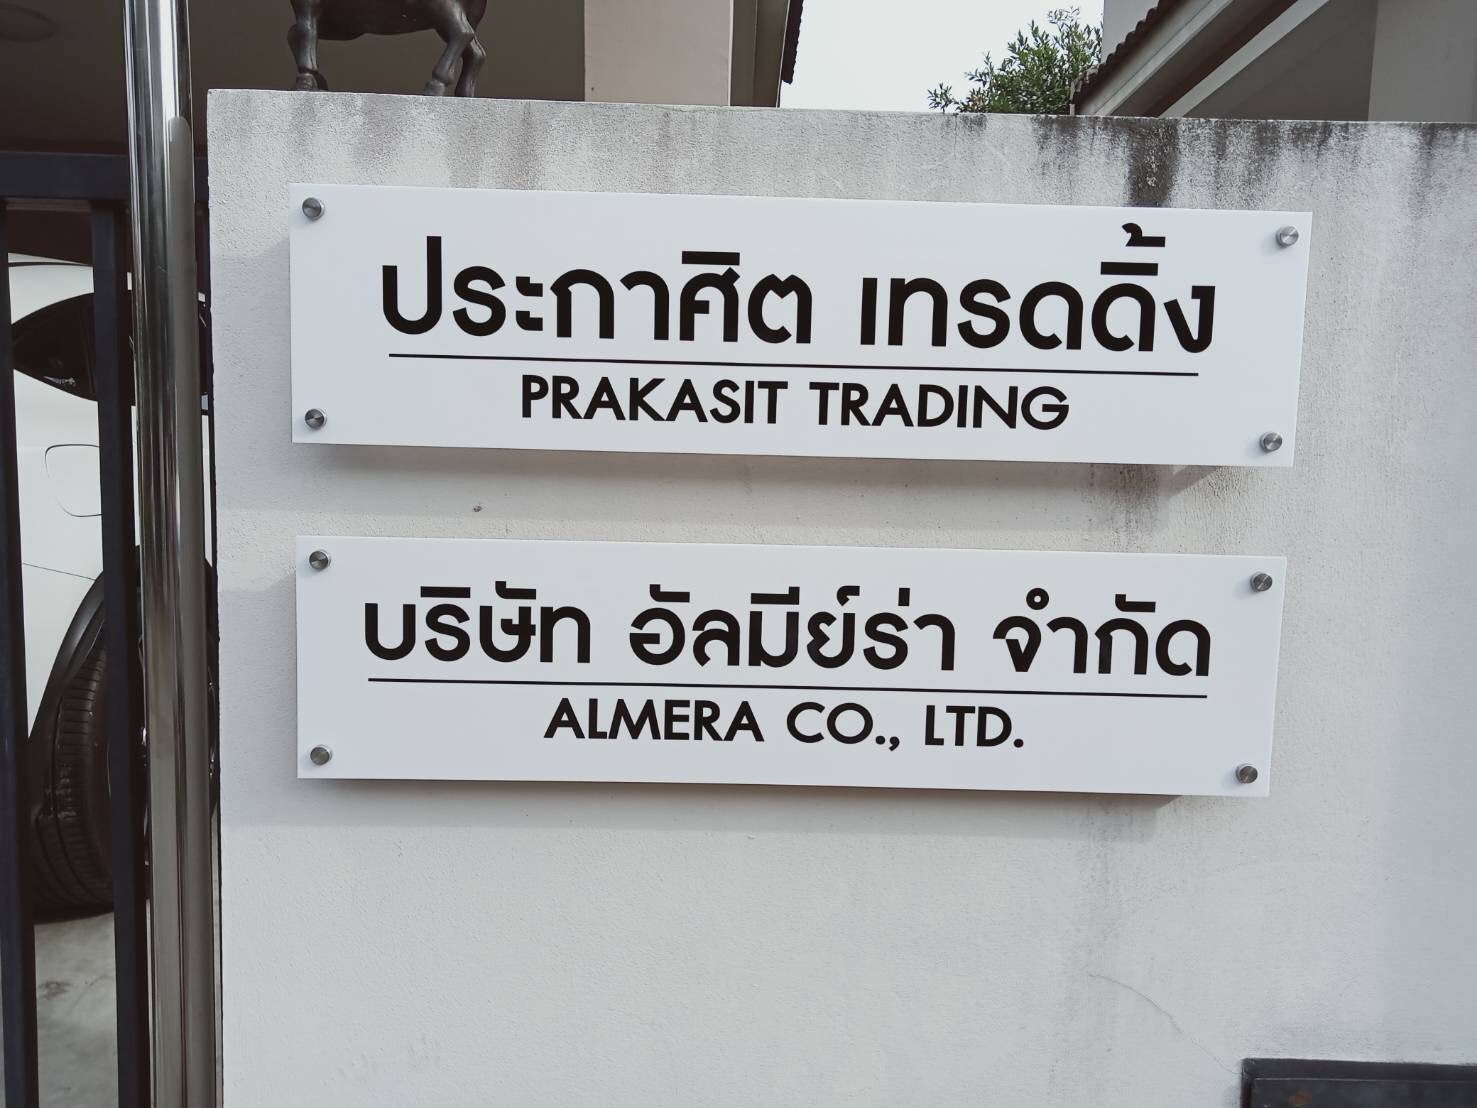 ประกาศิต เทรดดิ้ง
PRAKASIT TRADING
บริษัท อัลมีย์ร่า จำกัด
ALMERA CO., LTD.